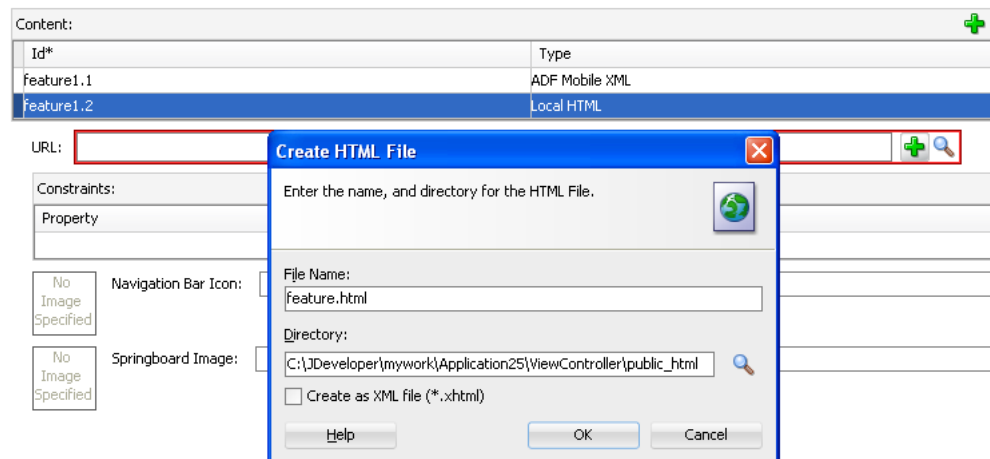 Content:
Id* Type
feature1.1 ADF Mobile XML
feature1.2 Local HTML
URL:
Create HTML File
Enter the name, and directory for the HTML File.
Constraints:
Property
File Name:
feature.html
No Image Specified
Navigation Bar Icon:
Directory:
C:\JDeveloper\mywork\Application25\ViewController\public_html
No Image Specified
Springboard Image:
Create as XML file (*.xhtml)
Help OK Cancel